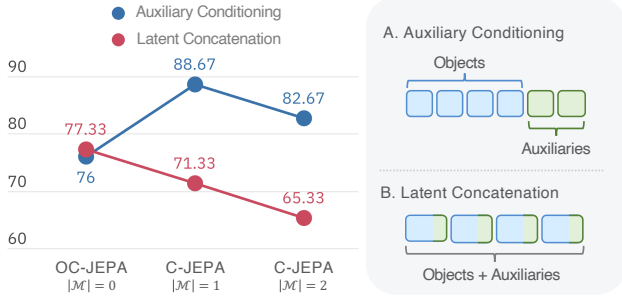 Auxiliary Conditioning
Latent Concatenation
90
80
70
60
88.67
82.67
77.33
76
71.33
65.33
OC-JEPA
|ℳ| = 0
C-JEPA
|ℳ| = 1
C-JEPA
|ℳ| = 2
A. Auxiliary Conditioning
Objects
Auxiliaries
B. Latent Concatenation
Objects + Auxiliaries